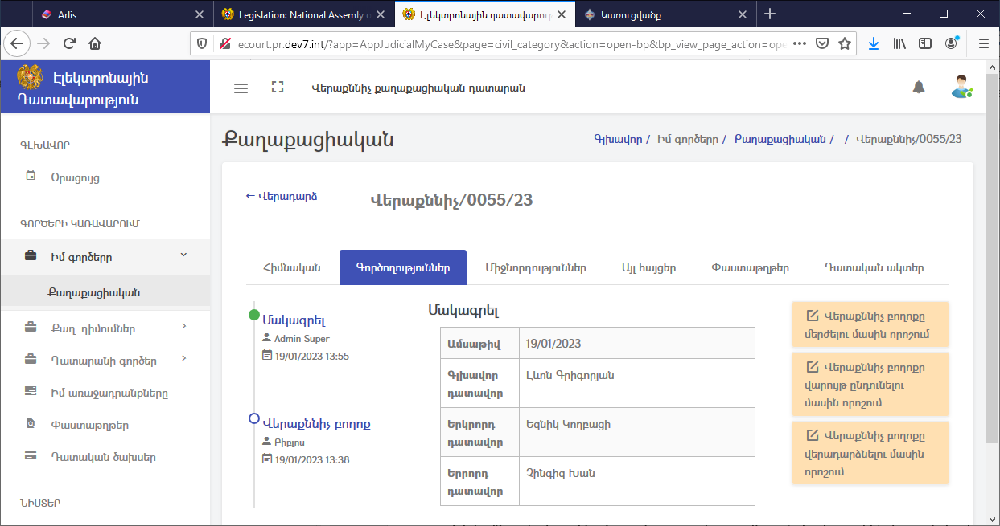 Arlis
Legislation: National Assemly o
Էլեկտրոնային դատավարությ
Կառուցվածք
ecourt.pr.dev7.int/?app=AppJudicialMyCase&page=civil_category&action=open-bp&bp_view_page_action=ope
Էլեկտրոնային
Դատավարություն
Վերաքննիչ քաղաքացիական դատարան
ԳԼԽԱՎՈՐ
Օրացույց
ԳՈՐԾԵՐԻ ԿԱՌԱՎԱՐՈՒՄ
Իմ գործերը
Քաղաքացիական
Քաղ. դիմումներ
Դատարանի գործեր
Իմ առաջադրանքները
Փաստաթղթեր
Դատական ծախսեր
ՆԻՍՏԵՐ
Քաղաքացիական
Գլխավոր / Իմ գործերը / Քաղաքացիական / / Վերաքննիչ/0055/23
← Վերադարձ
Վերաքննիչ/0055/23
Հիմնական
Գործողություններ
Միջնորդություններ
Այլ հայցեր
Փաստաթղթեր
Դատական ակտեր
Մակագրել
Admin Super
19/01/2023 13:55
Վերաքննիչ բողոք
Բիբլոս
19/01/2023 13:38
Մակագրել
Ամսաթիվ 19/01/2023
Գլխավոր
դատավոր
Լևոն Գրիգորյան
Երկրորդ
դատավոր
Եզնիկ Կողբացի
Երրորդ
դատավոր
Չինգիզ Խան
Վերաքննիչ բողոքը
մերժելու մասին որոշում
Վերաքննիչ բողոքը
վարույթ ընդունելու
մասին որոշում
Վերաքննիչ բողոքը
վերադարձնելու մասին
որոշում